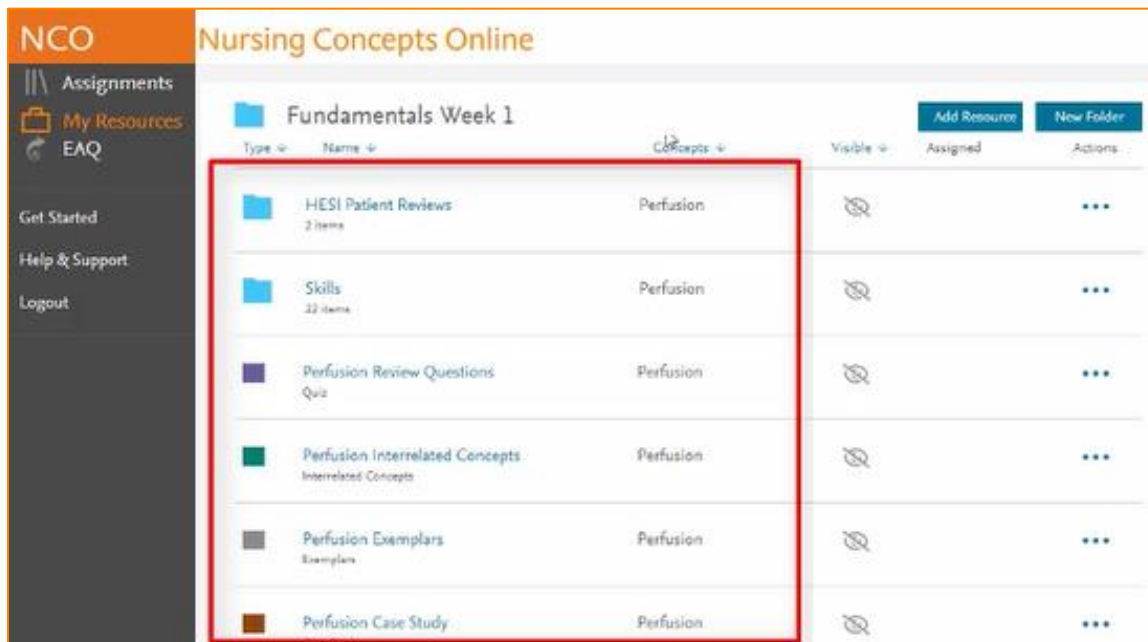 NCO
Nursing Concepts Online
Assignments
My Resources
EAQ
Get Started
Help & Support
Logout
Fundamentals Week 1
Add Resource
New Folder
Type
Name
Concepts
Visible
Assigned
Actions
HESI Patient Reviews
Perfusion
2 items
Skills
Perfusion
items
Perfusion Review Questions
Perfusion
Quiz
Perfusion Interrelated Concepts
Perfusion
Interrelated Concepts
Perfusion Exemplars
Perfusion
Exemplars
Perfusion Case Study
Perfusion